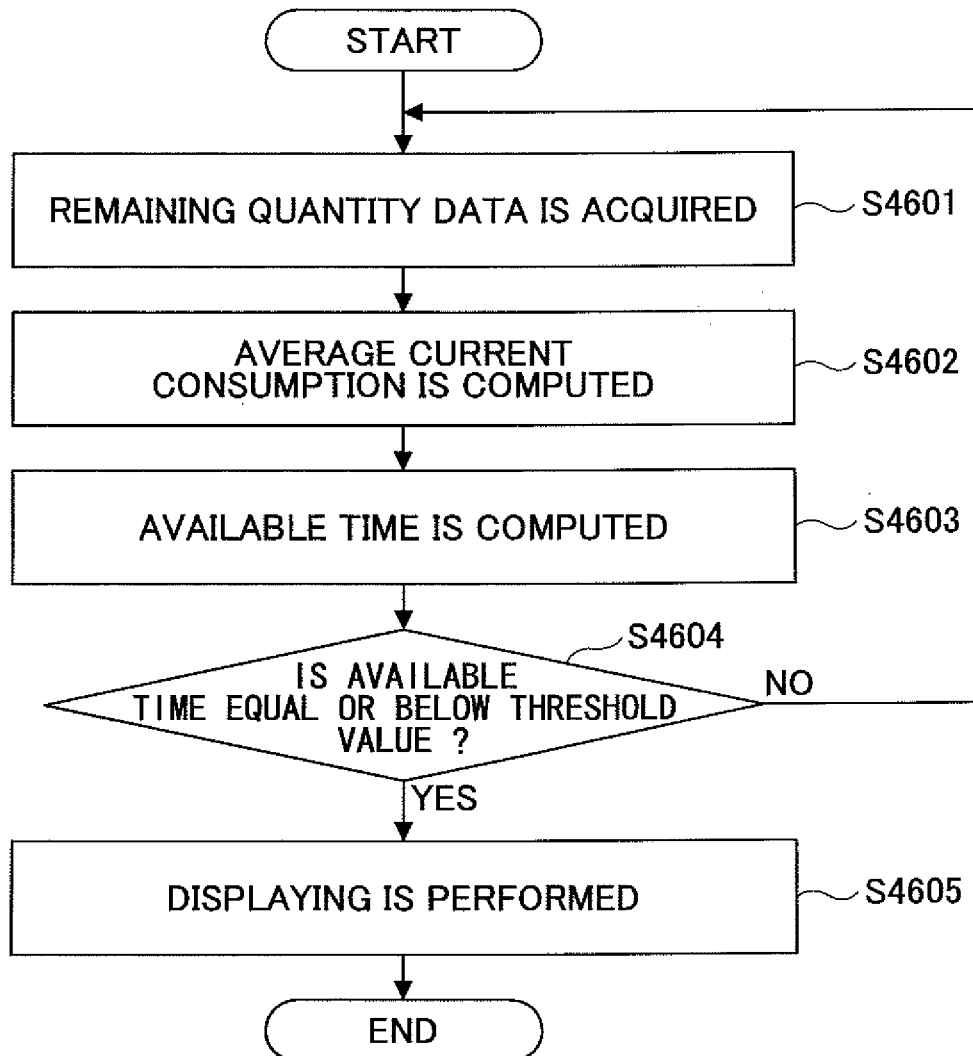 START
REMAINING QUANTITY DATA IS ACQUIRED
S4601
AVERAGE CURRENT
CONSUMPTION IS COMPUTED
S4602
AVAILABLE TIME IS COMPUTED
S4603
S4604
IS AVAILABLE
TIME EQUAL OR BELOW THRESHOLD
VALUE ?
NO
YES
DISPLAYING IS PERFORMED
S4605
END